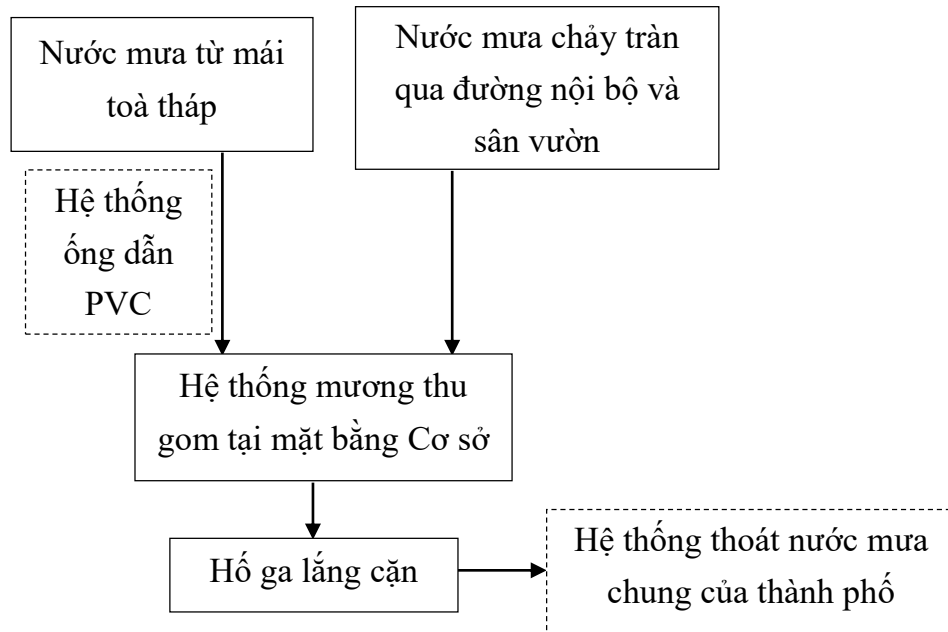 Nước mưa từ mái
toà tháp
Nước mưa chảy tràn
qua đường nội bộ và
sân vườn
Hệ thống
ống dẫn
PVC
Hệ thống mương thu
gom tại mặt bằng Cơ sở
Hố ga lắng cặn
Hệ thống thoát nước mưa
chung của thành phố